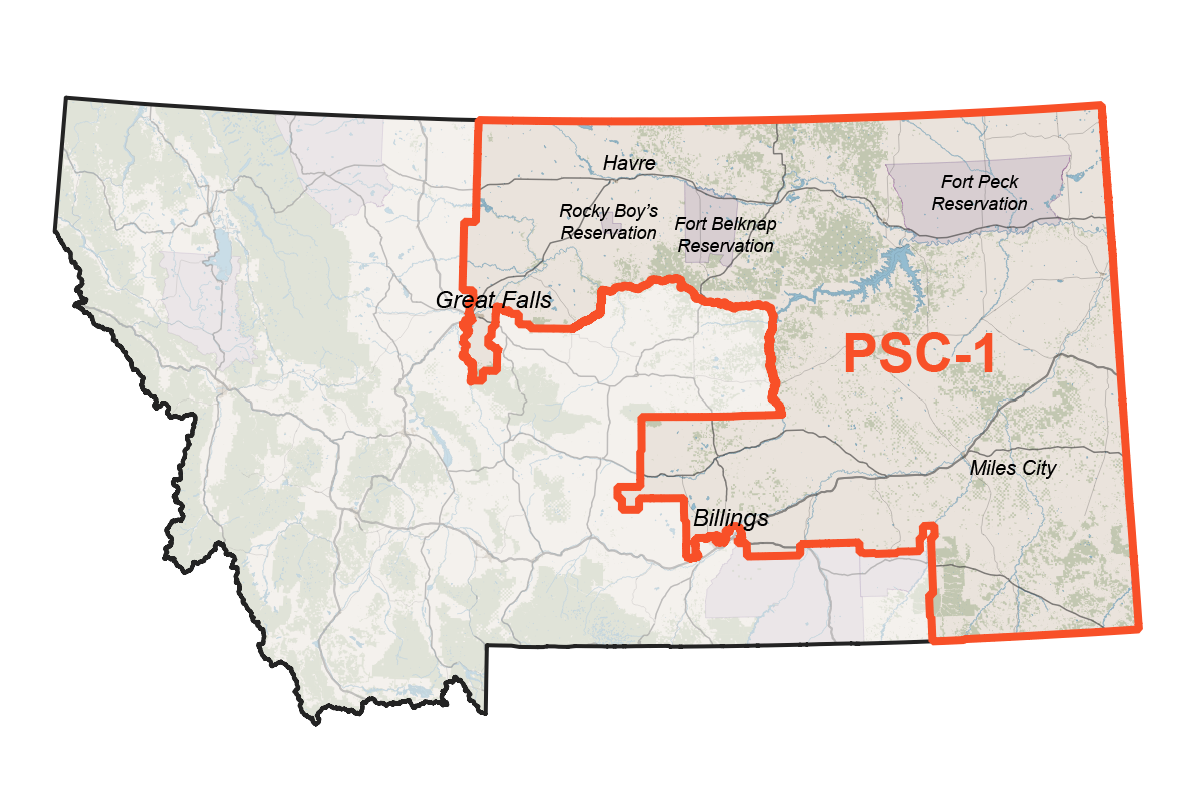 Havre
Fort Peck
Reservation
Rocky Boy's
Reservation
Fort Belknap
Reservation
Great Falls
PSC-1
Miles City
Billings